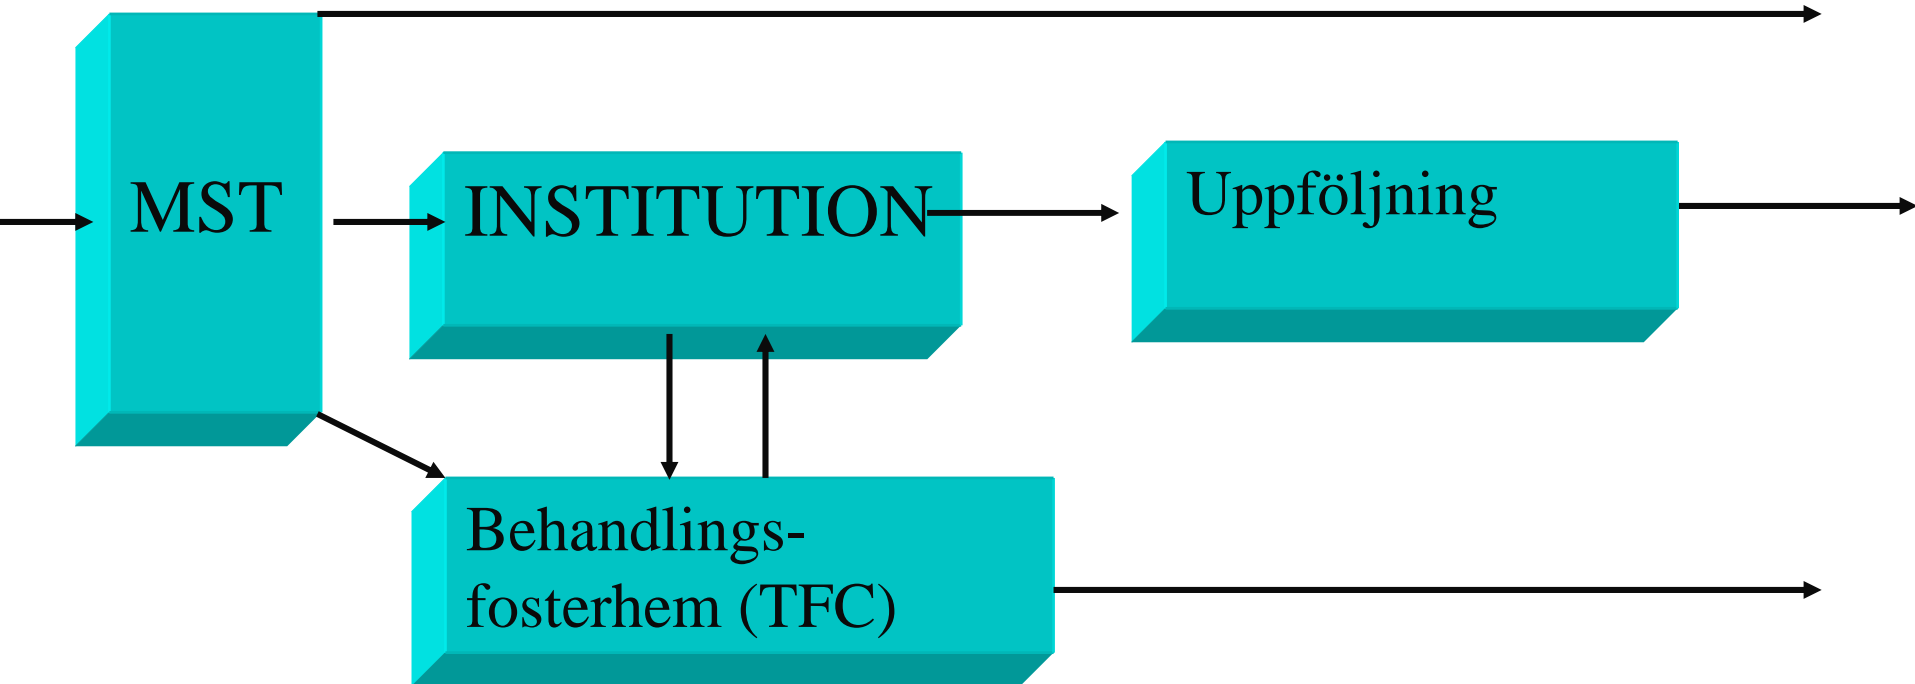 MST
INSTITUTION
Uppföljning
Behandlings-
fosterhem (TFC)